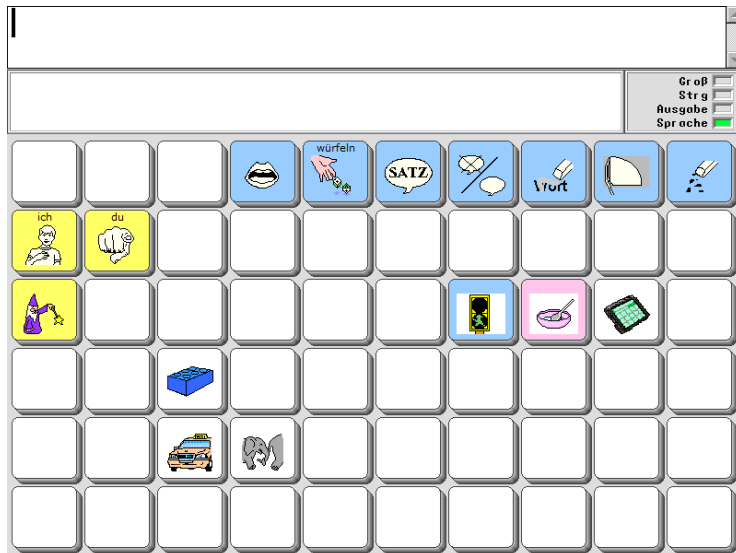 Groß
Strg
Ausgabe
Sprache
würfeln
SATZ
Wort
ich
du